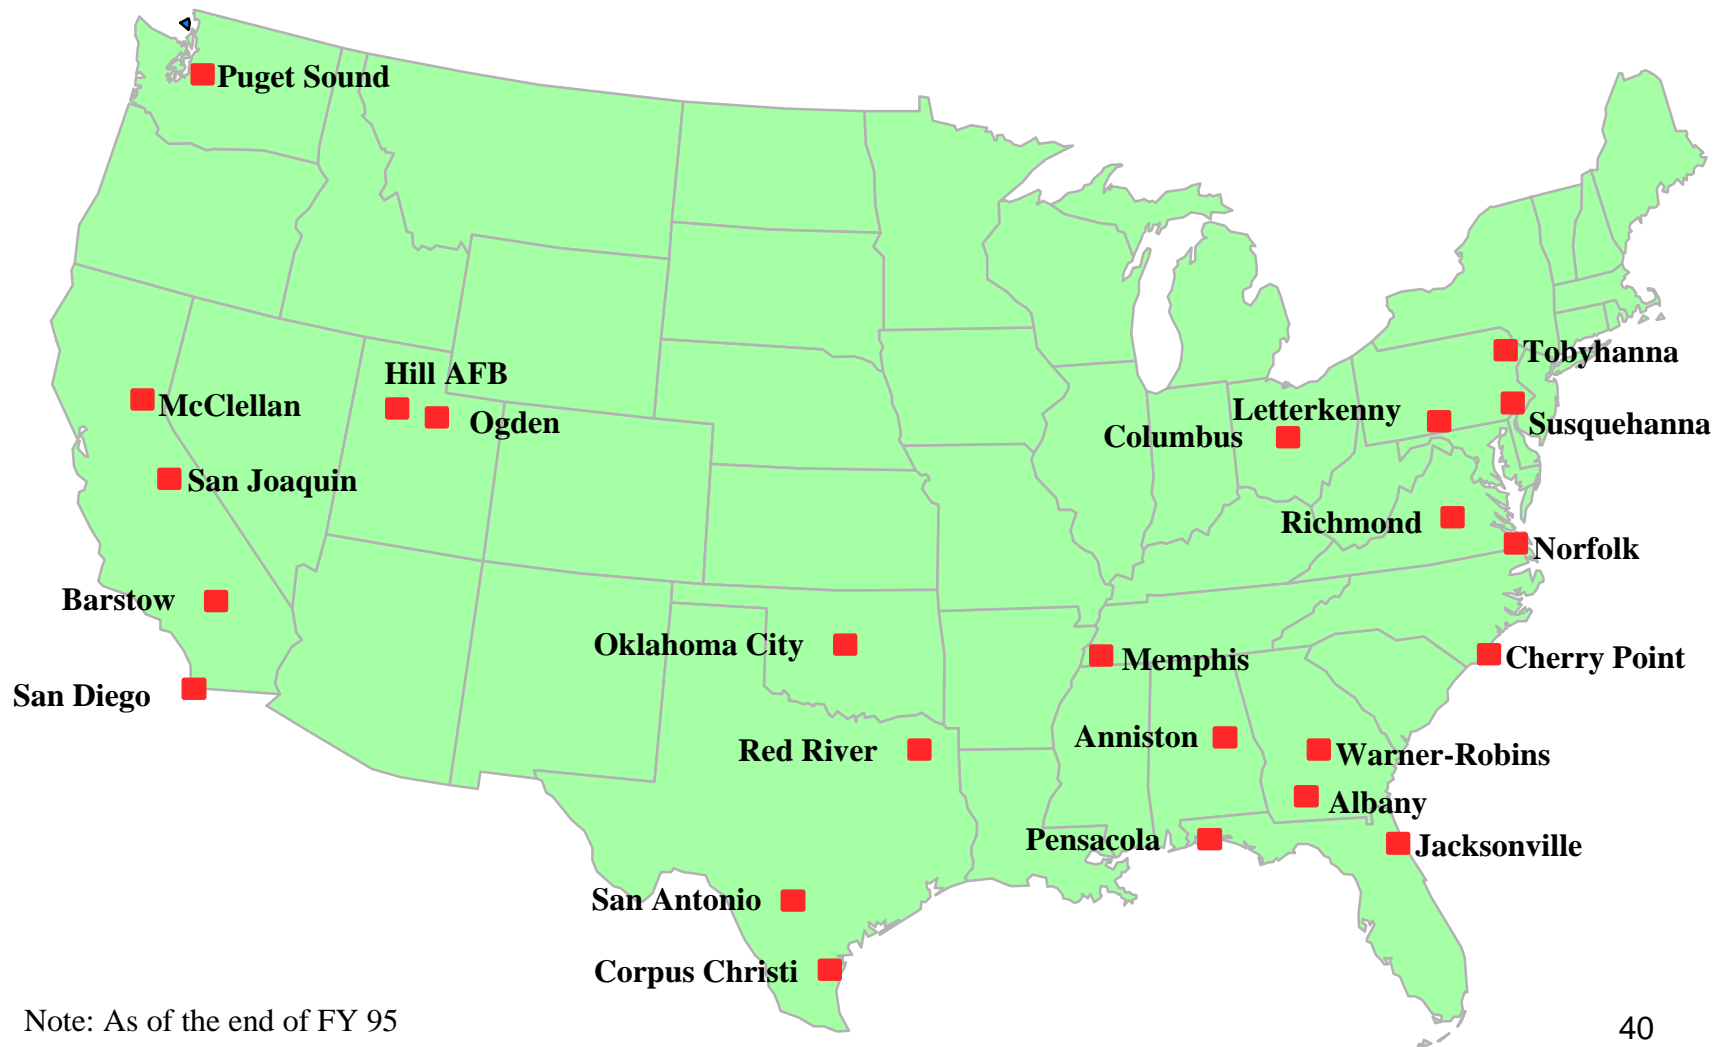 Puget Sound
Tobyhanna
Hill AFB
McClellan
Ogden
Letterkenny
Susquehanna
Columbus
San Joaquin
Richmond
Norfolk
Barstow
Oklahoma City
Memphis
Cherry Point
San Diego
Red River
Anniston
Warner-Robins
Albany
Pensacola
Jacksonville
San Antonio
Corpus Christi
Note: As of the end of FY 95
40